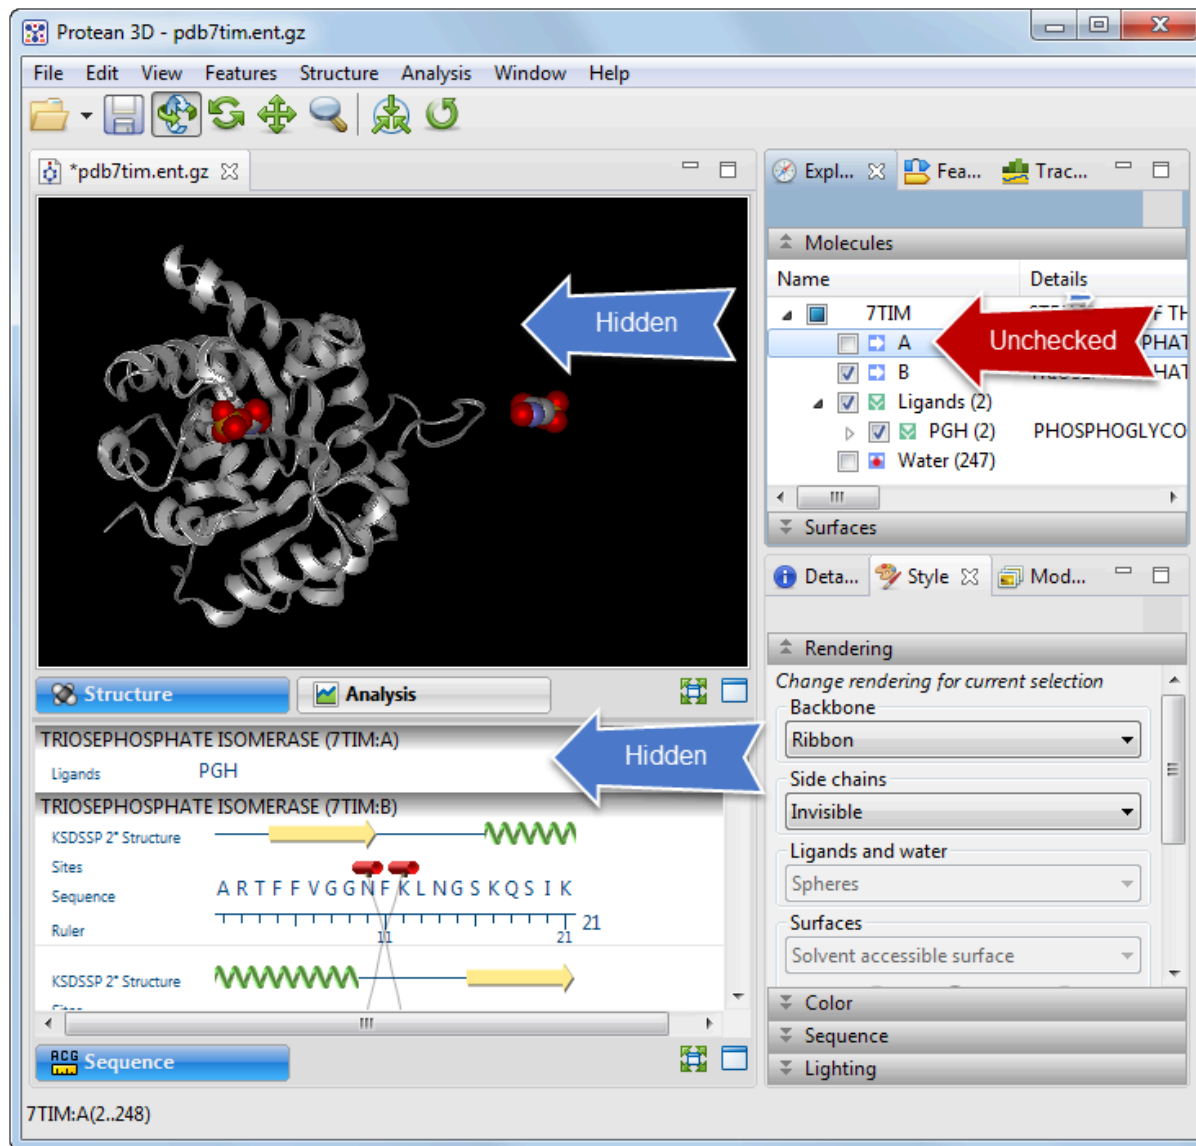 Protean 3D - pdb7tim.ent.gz
File Edit View Features Structure Analysis Window Help
*pdb7tim.ent.gz
Expl... Fea... Trac...
Molecules
Name Details
7TIM
A
B
Ligands (2)
PGH (2) PHOSPHOGLYCO
Water (247)
Surfaces
Hidden
Unchecked
Deta... Style Mod...
Rendering
Change rendering for current selection
Backbone
Ribbon
Side chains
Invisible
Ligands and water
Spheres
Surfaces
Solvent accessible surface
Color
Sequence
Lighting
Structure Analysis
TRIOSEPHOSPHATE ISOMERASE (7TIM:A)
Ligands PGH
Hidden
TRIOSEPHOSPHATE ISOMERASE (7TIM:B)
KSDSSP 2° Structure
Sites
Sequence A R T F F V G G N F K L N G S K Q S I K
Ruler 11 21 21
KSDSSP 2° Structure
ACG Sequence
7TIM:A(2..248)